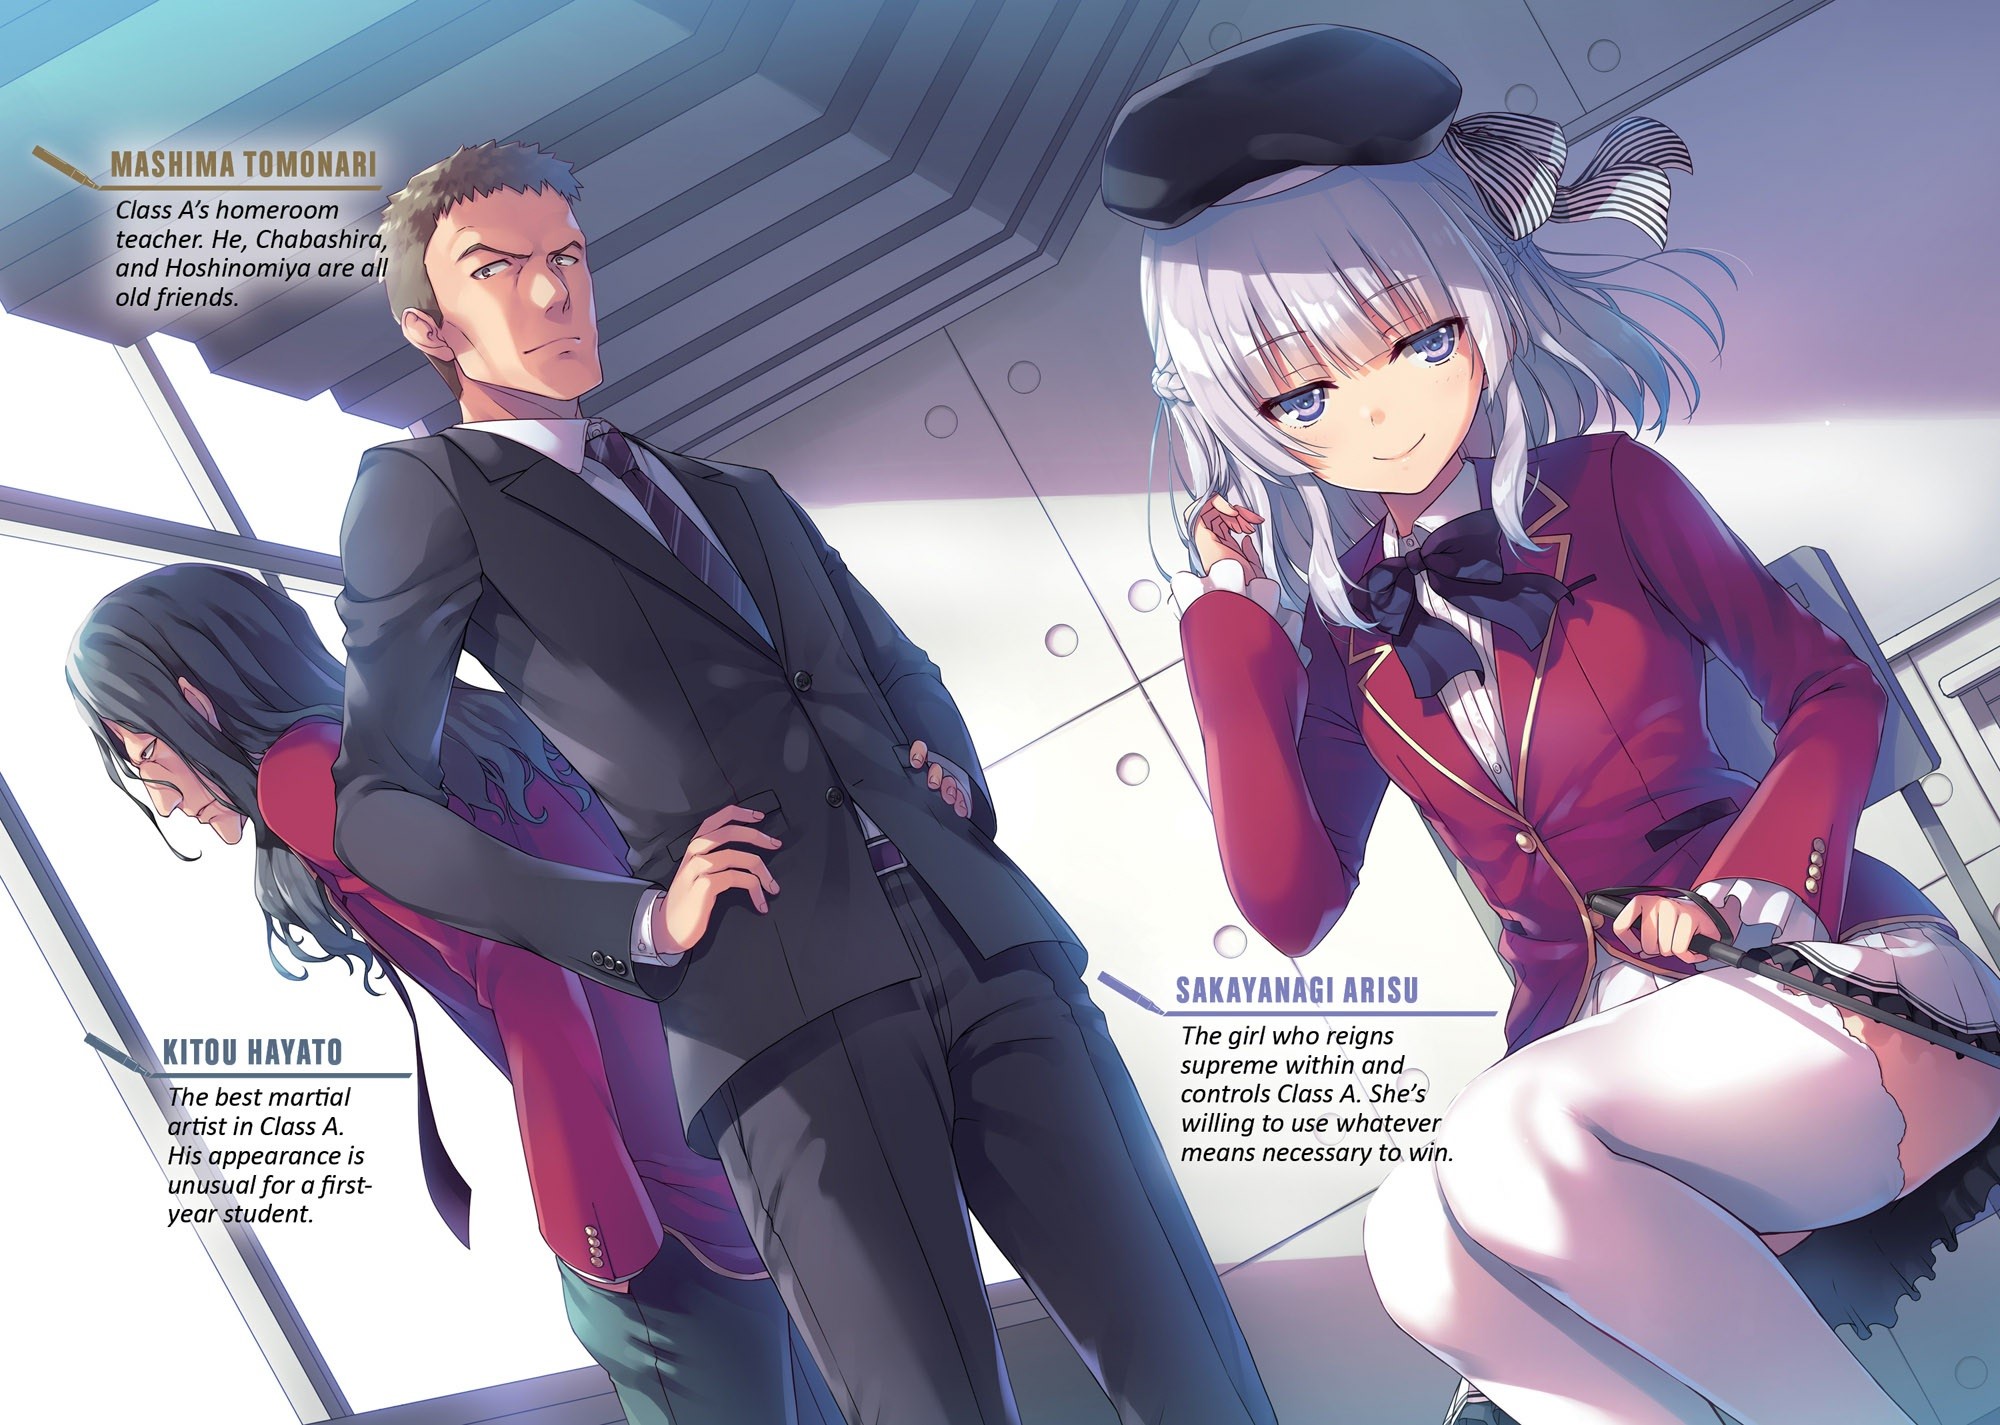 MASHIMA TOMONARI
Class A's homeroom
teacher. He, Chabashira,
and Hoshinomiya are all
old friends.
KITOU HAYATO
The best martial
artist in Class A.
His appearance is
unusual for a first-
year student.
SAKAYANAGI ARISU
The girl who reigns
supreme within and
controls Class A. She's
willing to use whatever
means necessary to win.